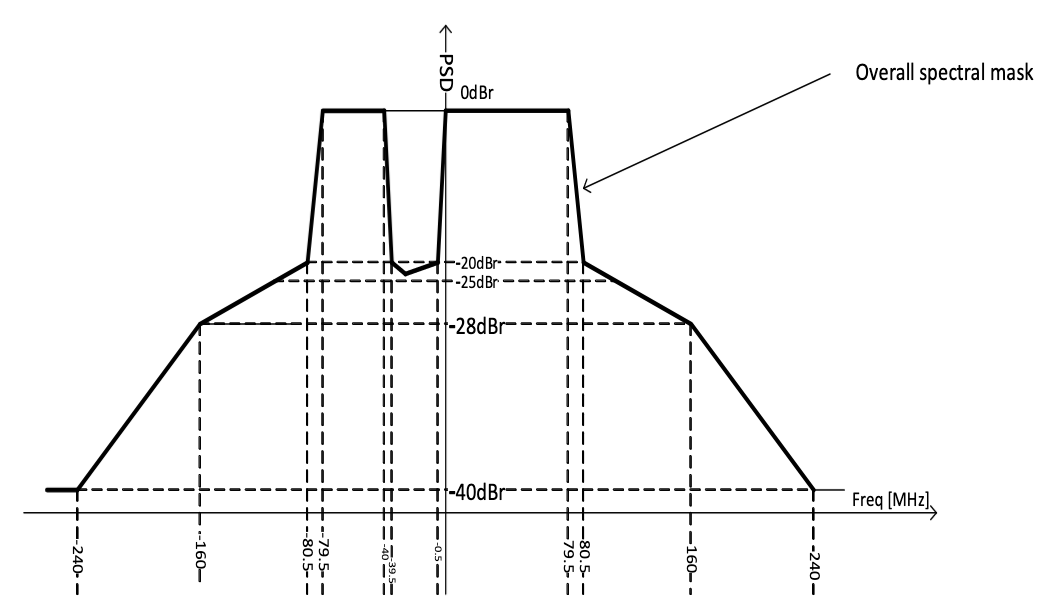 PSD
0dBr
Overall spectral mask
-20dBr
-25dBr
-28dBr
-40dBr
Freq [MHz]
-240
-160
-80.5
-79.5
-40
-39.5
-0.5
79.5
80.5
160
240